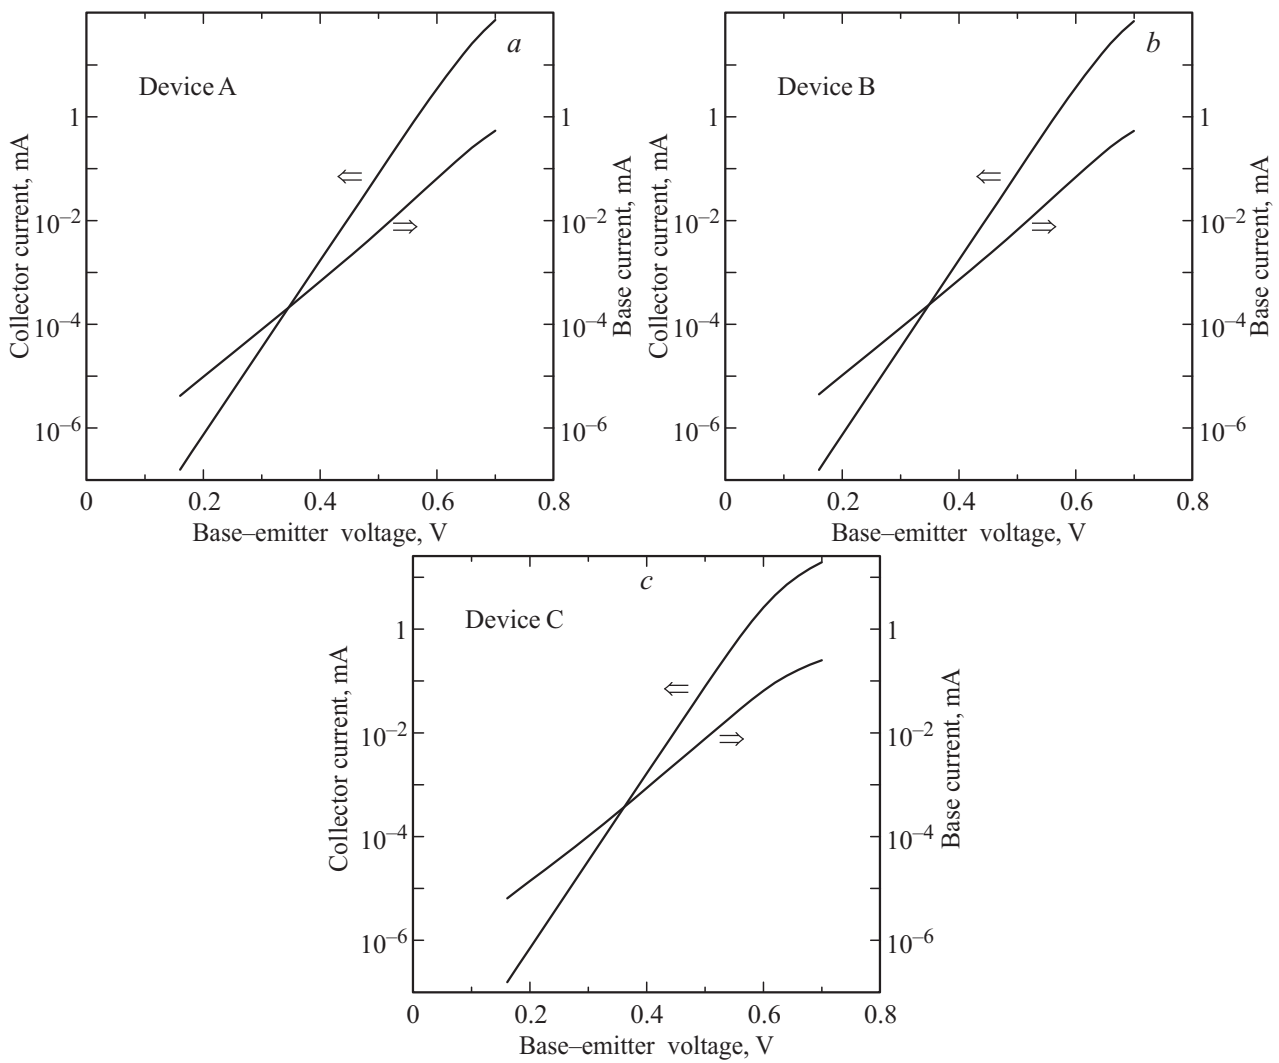 a
Device A
Collector current, mA
1
10–2
10–4
10–6
1
10–2
10–4
10–6
Base current, mA
0 0.2 0.4 0.6 0.8
Base–emitter voltage, V
b
Device B
Collector current, mA
1
10–2
10–4
10–6
1
10–2
10–4
10–6
Base current, mA
0 0.2 0.4 0.6 0.8
Base–emitter voltage, V
c
Device C
Collector current, mA
1
10–2
10–4
10–6
1
10–2
10–4
10–6
Base current, mA
0 0.2 0.4 0.6 0.8
Base–emitter voltage, V